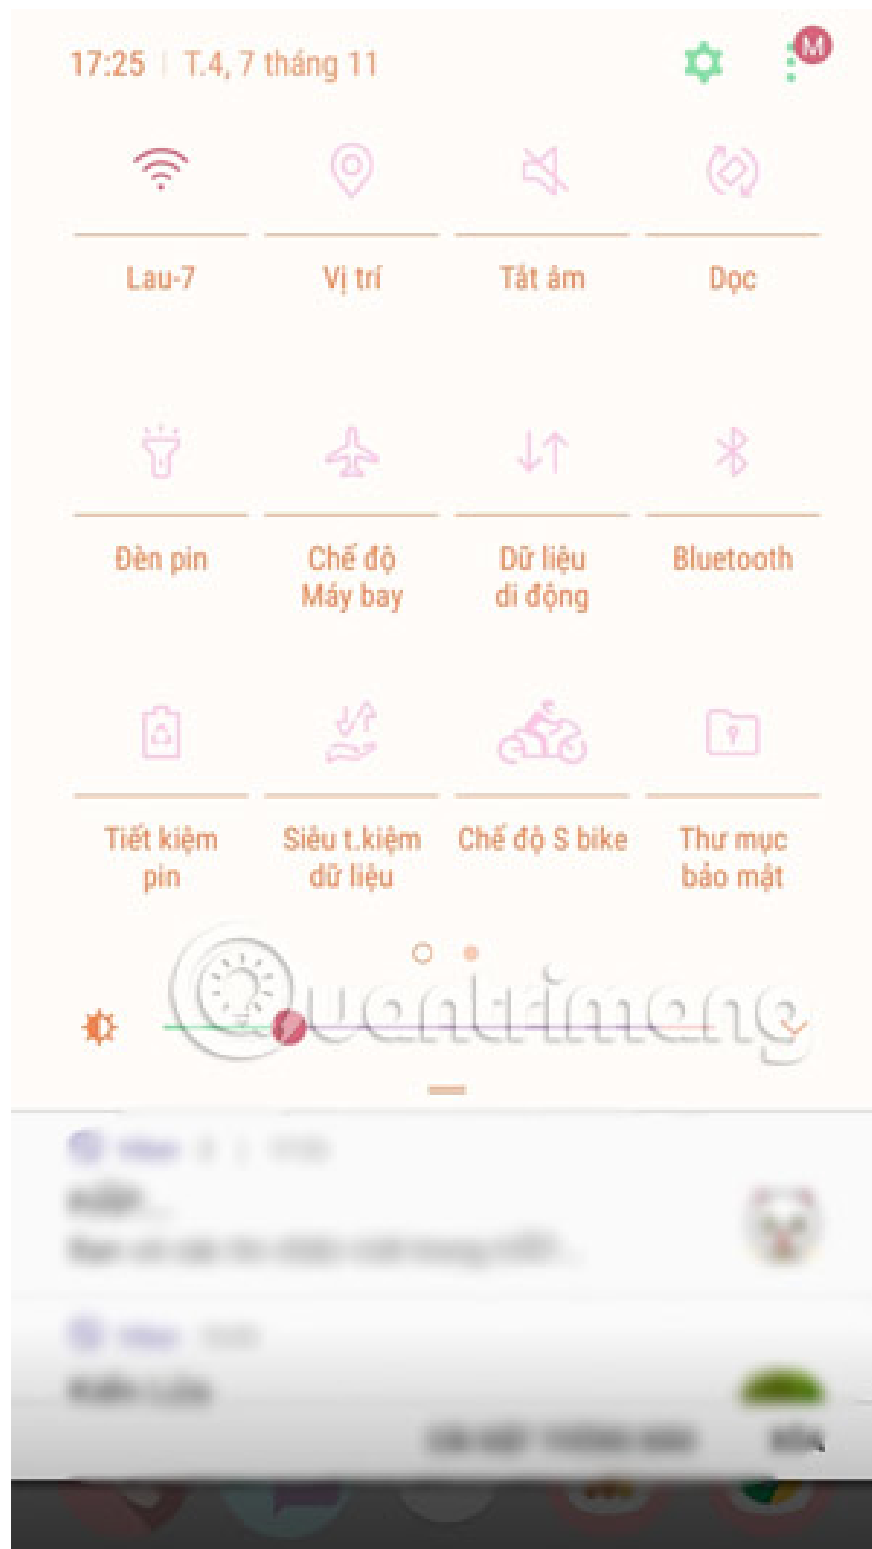 17:25 | T.4, 7 tháng 11
M
Lau-7 Vị trí Tắt âm Dọc
Đèn pin Chế độ Dữ liệu Bluetooth
Máy bay di động
Tiết kiệm Siêu t.kiệm Chế độ S bike Thư mục
pin dữ liệu bảo mật
Quantrimang